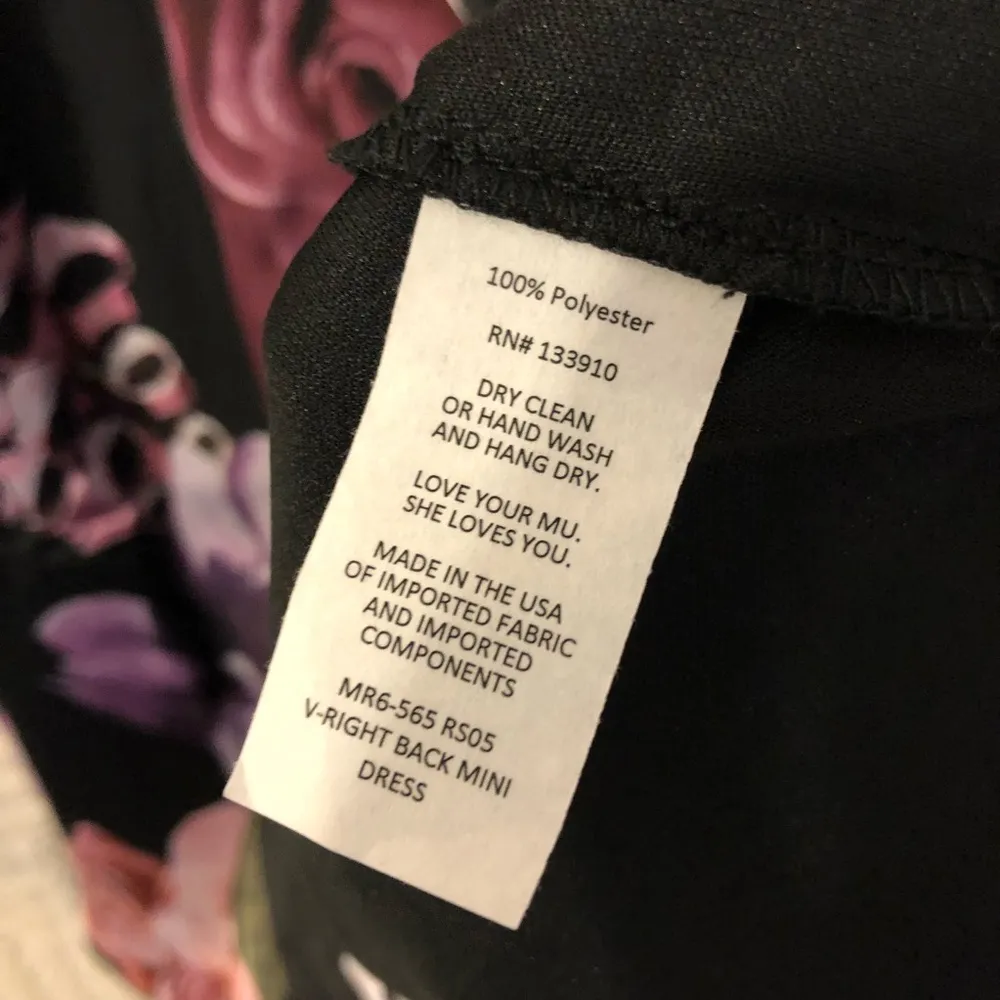 100% Polyester
RN# 133910
DRY CLEAN
OR HAND WASH
AND HANG DRY.
LOVE YOUR MU.
SHE LOVES YOU.
MADE IN THE USA
OF IMPORTED FABRIC
AND IMPORTED
COMPONENTS
MR6-565 RS05
V-RIGHT BACK MINI
DRESS